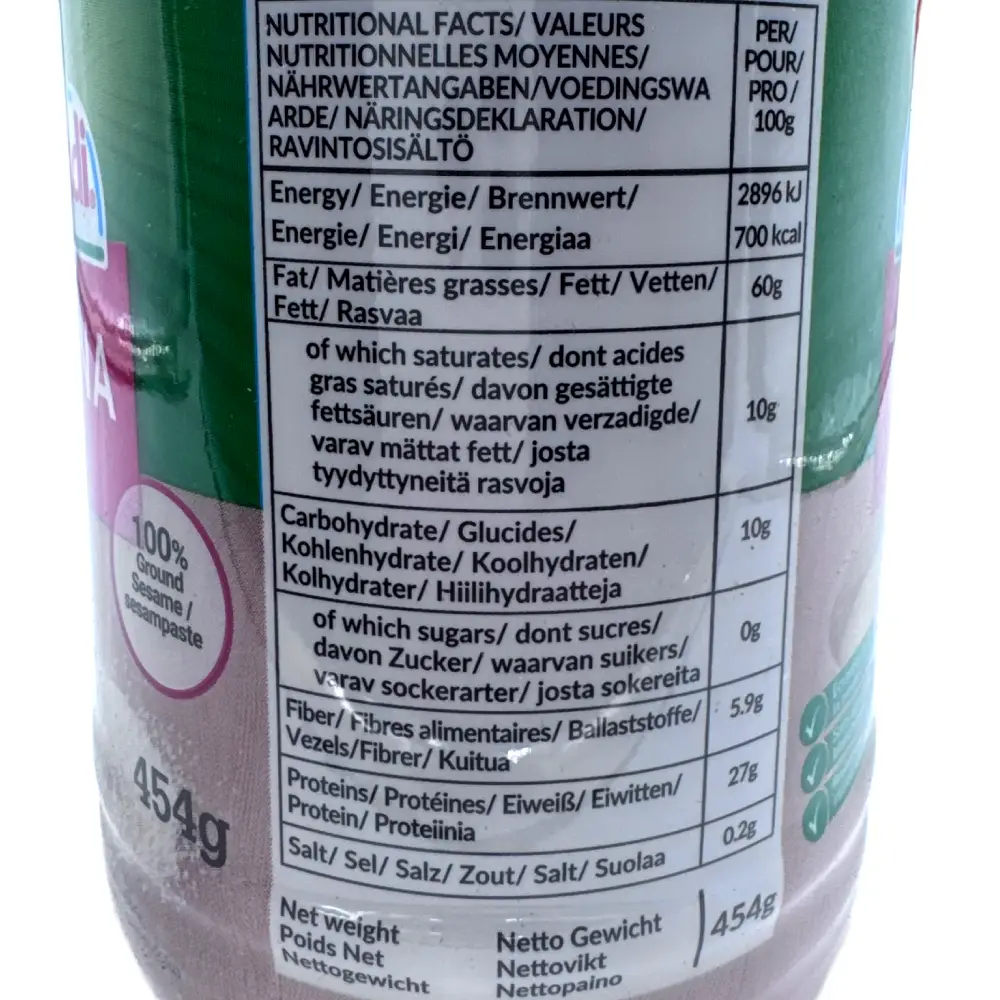 NUTRITIONAL FACTS/ VALEURS
NUTRITIONNELLES MOYENNES/
NÄHRWERTANGABEN/VOEDINGSWA
ARDE/ NÄRINGSDEKLARATION/
RAVINTOSISÄLTÖ
PER/
POUR/
PRO/
100g
Energy/ Energie/ Brennwert/
Energie/ Energi/ Energiaa
2896 kJ
700 kcal
Fat/ Matières grasses/ Fett/ Vetten/
Fett/ Rasvaa
60g
of which saturates/ dont acides
gras saturés/ davon gesättigte
fettsäuren/ waarvan verzadigde/
varav mättat fett/ josta
tyydyttyneitä rasvoja
10g
Carbohydrate/ Glucides/
Kohlenhydrate/ Koolhydraten/
Kolhydrater/ Hiilihydraatteja
10g
of which sugars/ dont sucres/
davon Zucker/ waarvan suikers/
varav sockerarter/ josta sokereita
0g
Fiber/ Fibres alimentaires/ Ballaststoffe/
Vezels/Fibrer/ Kuitua
5.9g
Proteins/ Protéines/ Eiweiß/ Eiwitten/
Protein/ Proteiinia
27g
Salt/ Sel/ Salz/ Zout/ Salt/ Suolaa
0.2g
Net weight
Poids Net
Nettogewicht
Netto Gewicht
Nettovikt
Nettopaino
454g
di.
A
100%
Ground
Sesame /
sesampaste
454g